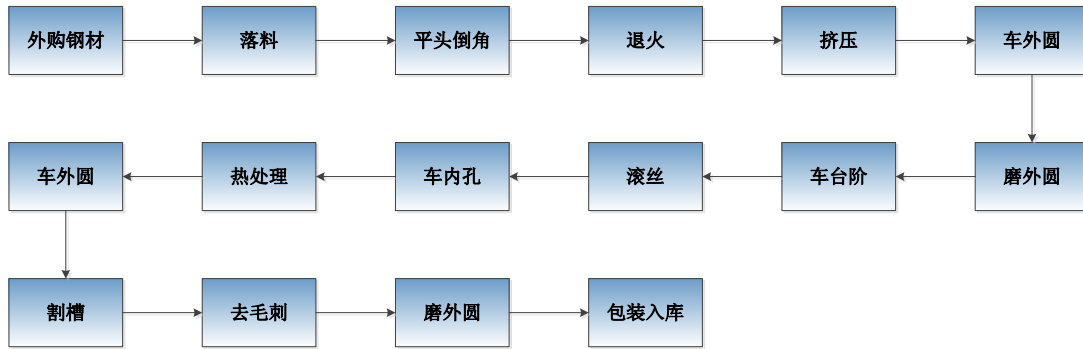 外购钢材
落料
平头倒角
退火
挤压
车外圆
磨外圆
车台阶
滚丝
车内孔
热处理
车外圆
割槽
去毛刺
磨外圆
包装入库